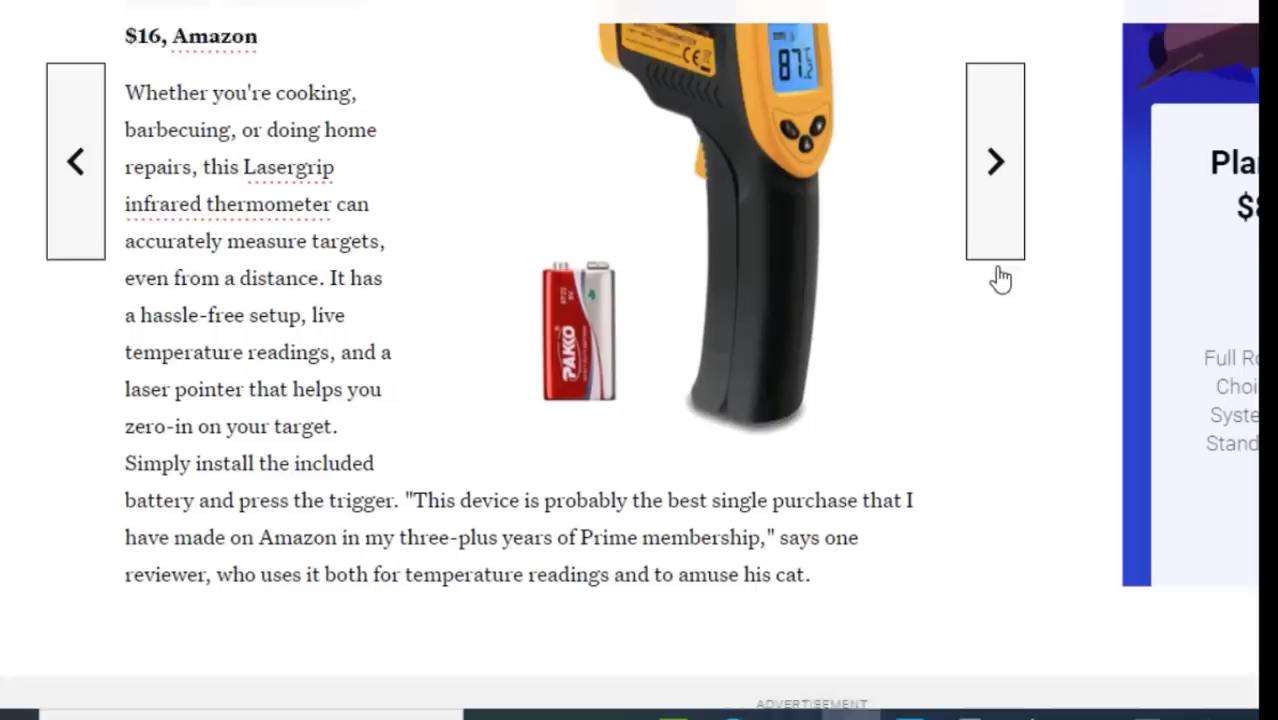 $16, Amazon
Whether you're cooking,
barbecuing, or doing home
repairs, this Lasergrip
infrared thermometer can
accurately measure targets,
even from a distance. It has
a hassle-free setup, live
temperature readings, and a
laser pointer that helps you
zero-in on your target.
Simply install the included
battery and press the trigger. "This device is probably the best single purchase that I
have made on Amazon in my three-plus years of Prime membership," says one
reviewer, who uses it both for temperature readings and to amuse his cat.
87
CE
PAKKO
Pla
$
Full R
Choi
Syste
Stand
ADVERTISEMENT